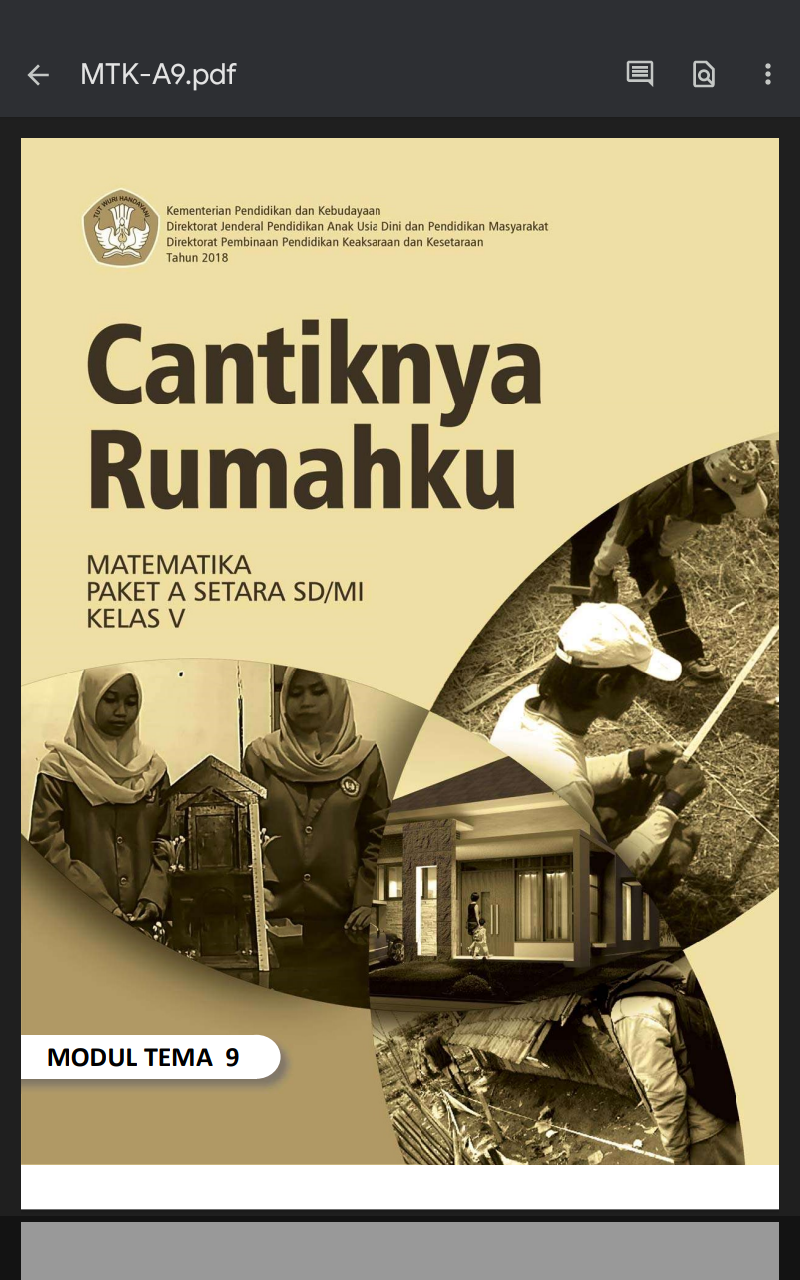 MTK-A9.pdf
TUT WURI HANDAYANI
Kementerian Pendidikan dan Kebudayaan
Direktorat Jenderal Pendidikan Anak Usia Dini dan Pendidikan Masyarakat
Direktorat Pembinaan Pendidikan Keaksaraan dan Kesetaraan
Tahun 2018
Cantiknya
Rumahku
MATEMATIKA
PAKET A SETARA SD/MI
KELAS V
MODUL TEMA 9